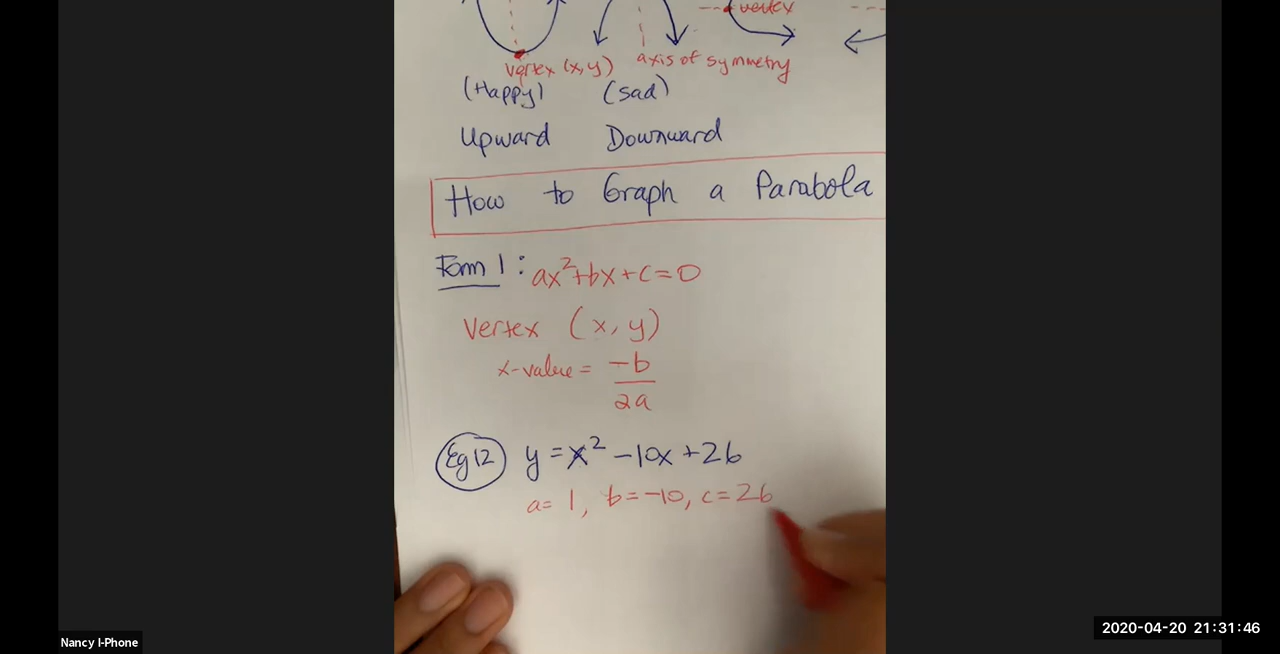 vertex
vertex (x,y)
axis of symmetry
(Happy)
(sad)
Upward
Downward
How to Graph a Parabola
Form 1: ax²+bx+c=0
Vertex (x, y)
x-value = -b
2a
Eg 12 y = x² -10x +26
a= 1, b=-10, c=26
Nancy I-Phone
2020-04-20 21:31:46